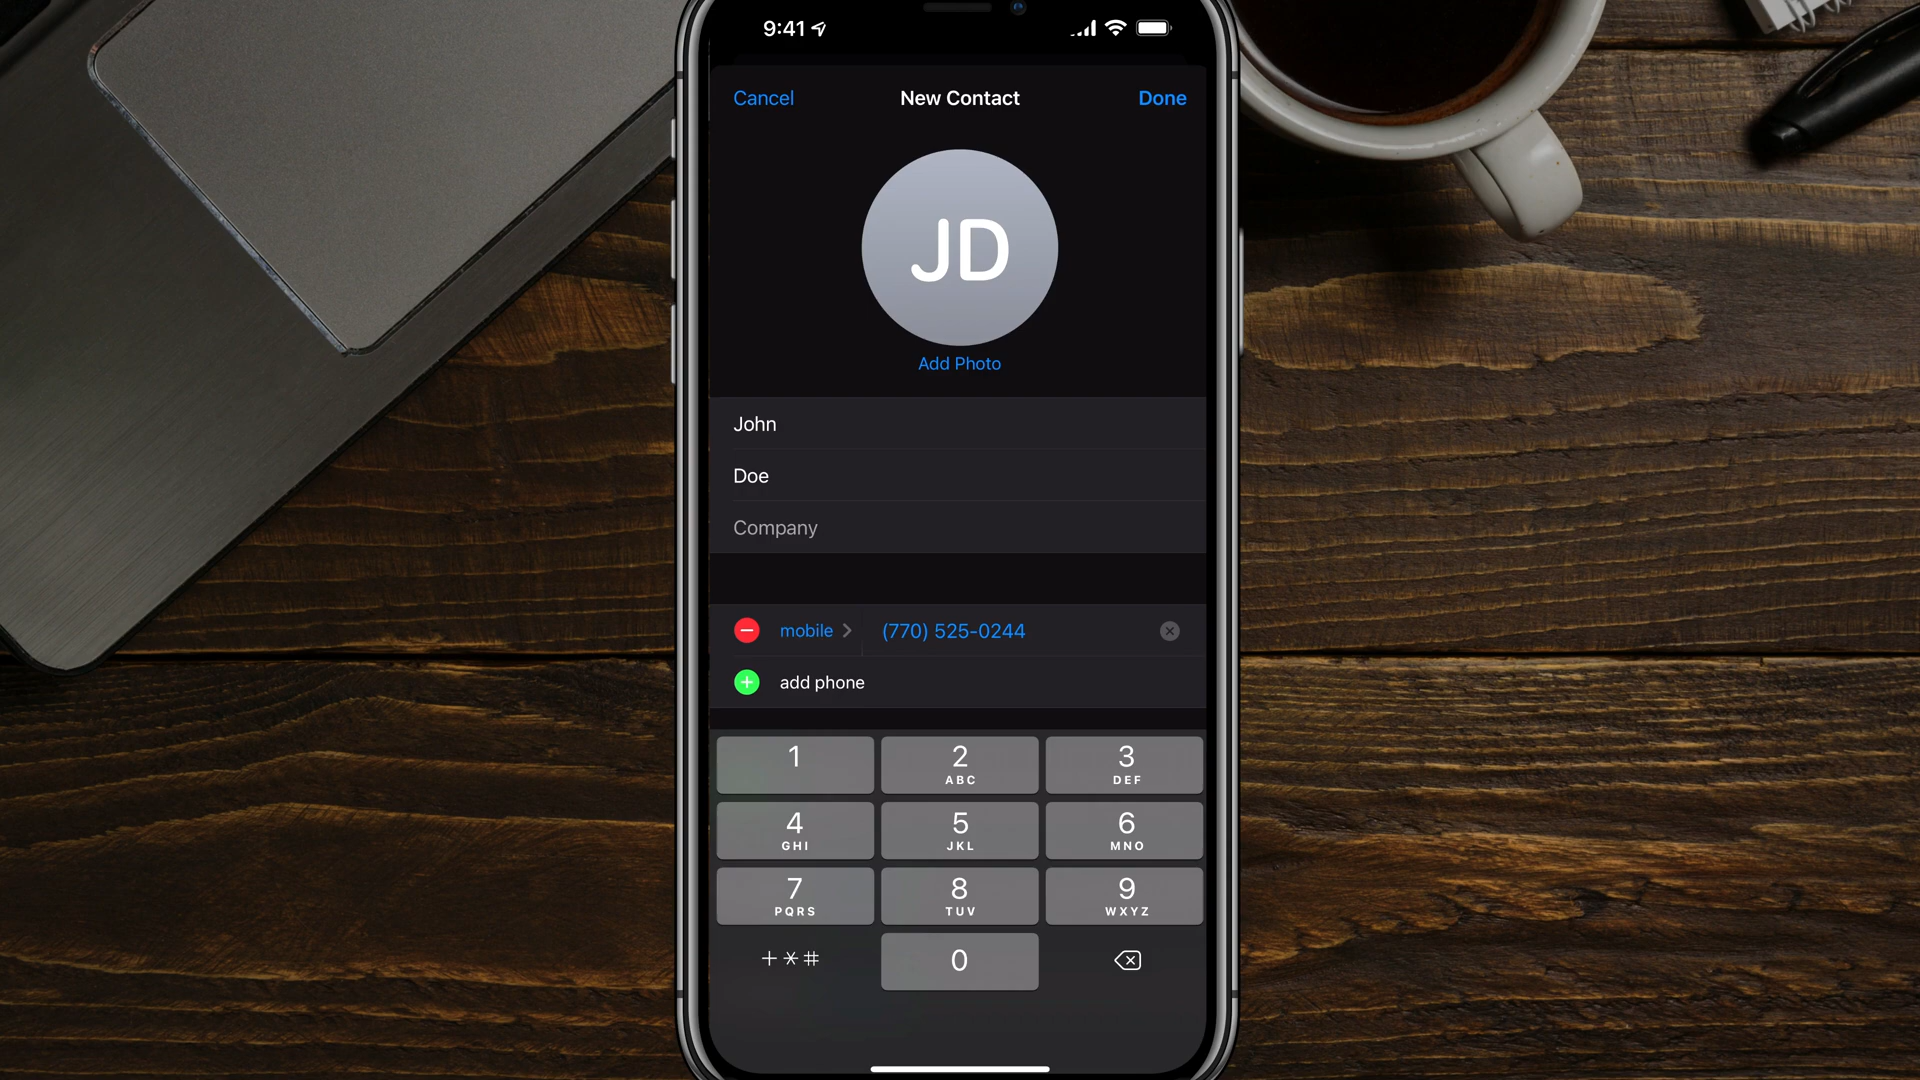 9:41
Cancel New Contact Done
JD
Add Photo
John
Doe
Company
mobile (770) 525-0244
add phone
1 2 3
ABC DEF
4 5 6
GHI JKL MNO
7 8 9
PQRS TUV WXYZ
+*# 0